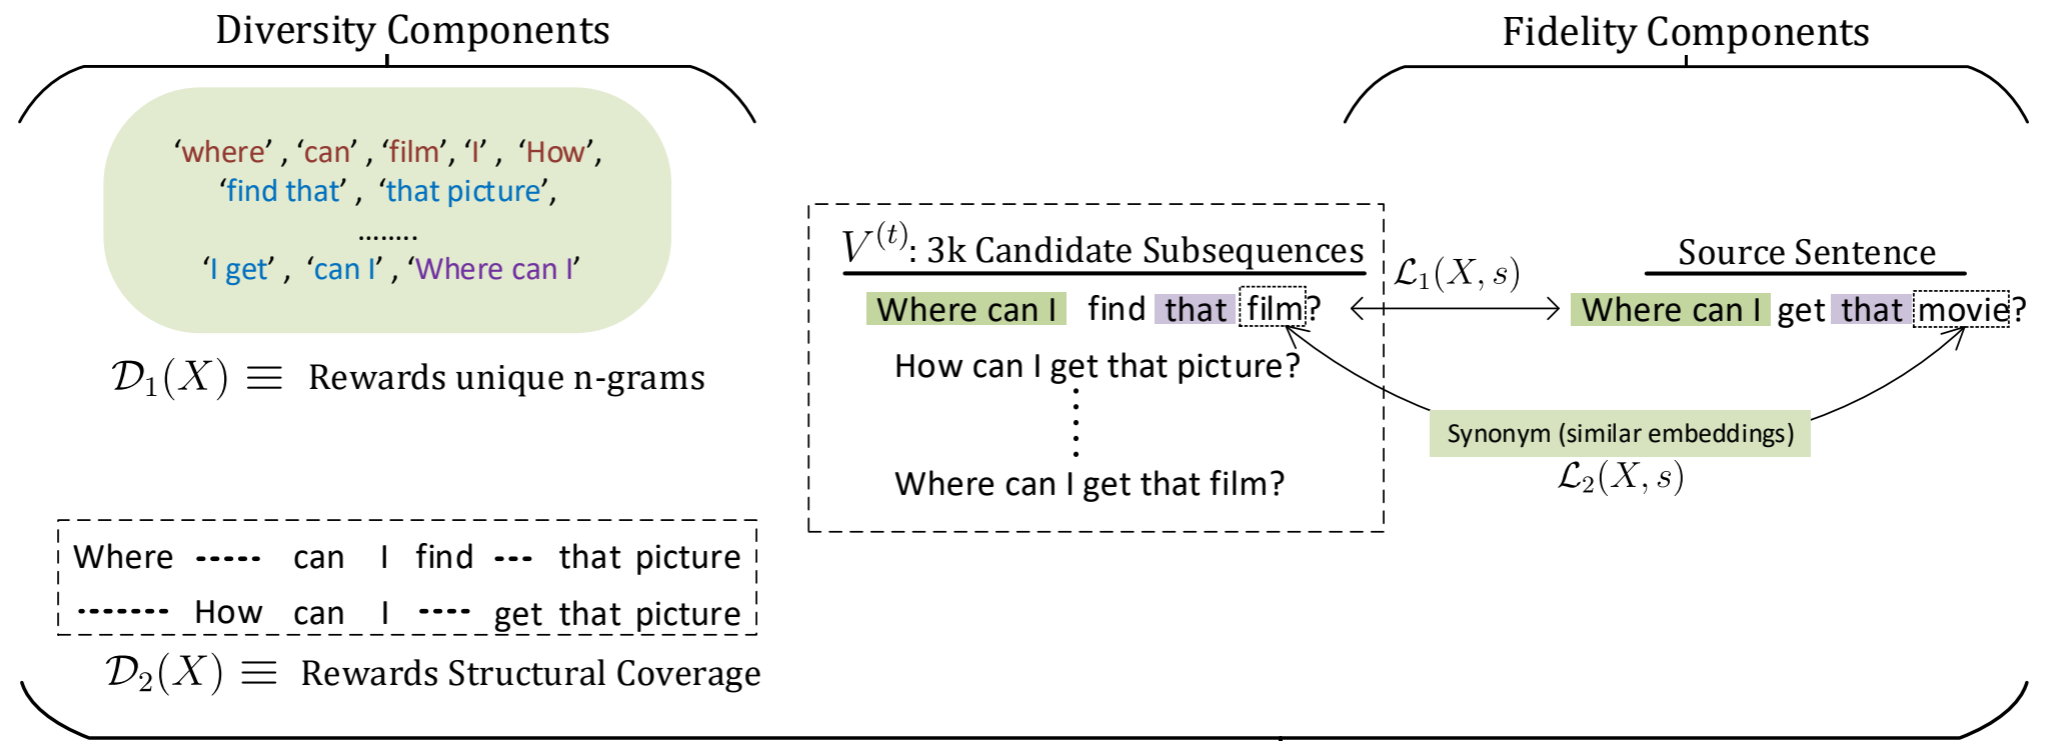 Diversity Components
‘where’ , ‘can’ , ‘film’, ‘I’ , ‘How’,
‘find that’ , ‘that picture’,
........
‘I get’ , ‘can I’ , ‘Where can I’
𝒟₁(X) ≡ Rewards unique n-grams
Where ----- can I find --- that picture
------- How can I ---- get that picture
𝒟₂(X) ≡ Rewards Structural Coverage
V⁽ᵗ⁾: 3k Candidate Subsequences
Where can I find that film?
How can I get that picture?
Where can I get that film?
Fidelity Components
ℒ₁(X, s)
Source Sentence
Where can I get that movie?
Synonym (similar embeddings)
ℒ₂(X, s)